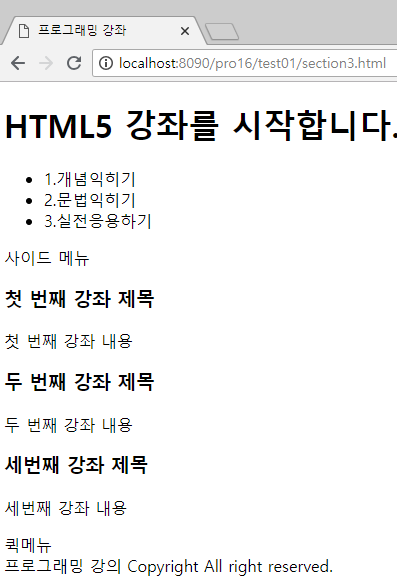 프로그래밍 강좌
localhost:8090/pro16/test01/section3.html
HTML5 강좌를 시작합니다.
1.개념익히기
2.문법익히기
3.실전응용하기
사이드 메뉴
첫 번째 강좌 제목
첫 번째 강좌 내용
두 번째 강좌 제목
두 번째 강좌 내용
세번째 강좌 제목
세번째 강좌 내용
퀵메뉴
프로그래밍 강의 Copyright All right reserved.